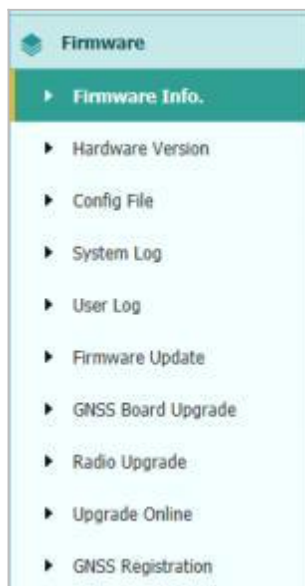 Firmware
Firmware Info.
Hardware Version
Config File
System Log
User Log
Firmware Update
GNSS Board Upgrade
Radio Upgrade
Upgrade Online
GNSS Registration